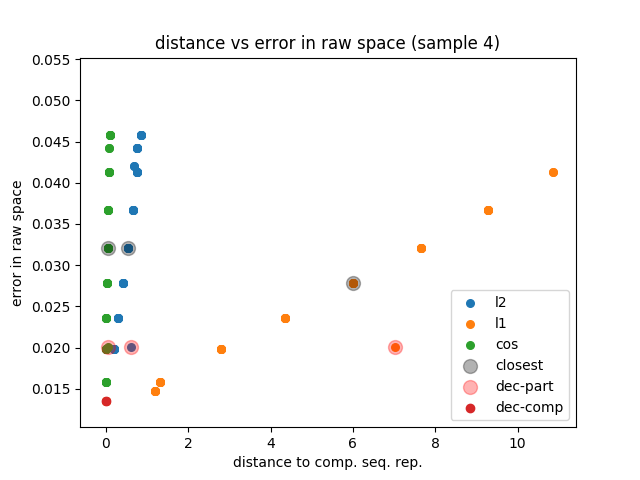 distance vs error in raw space (sample 4)
error in raw space
0.055
0.050
0.045
0.040
0.035
0.030
0.025
0.020
0.015
l2
l1
cos
closest
dec-part
dec-comp
0 2 4 6 8 10
distance to comp. seq. rep.